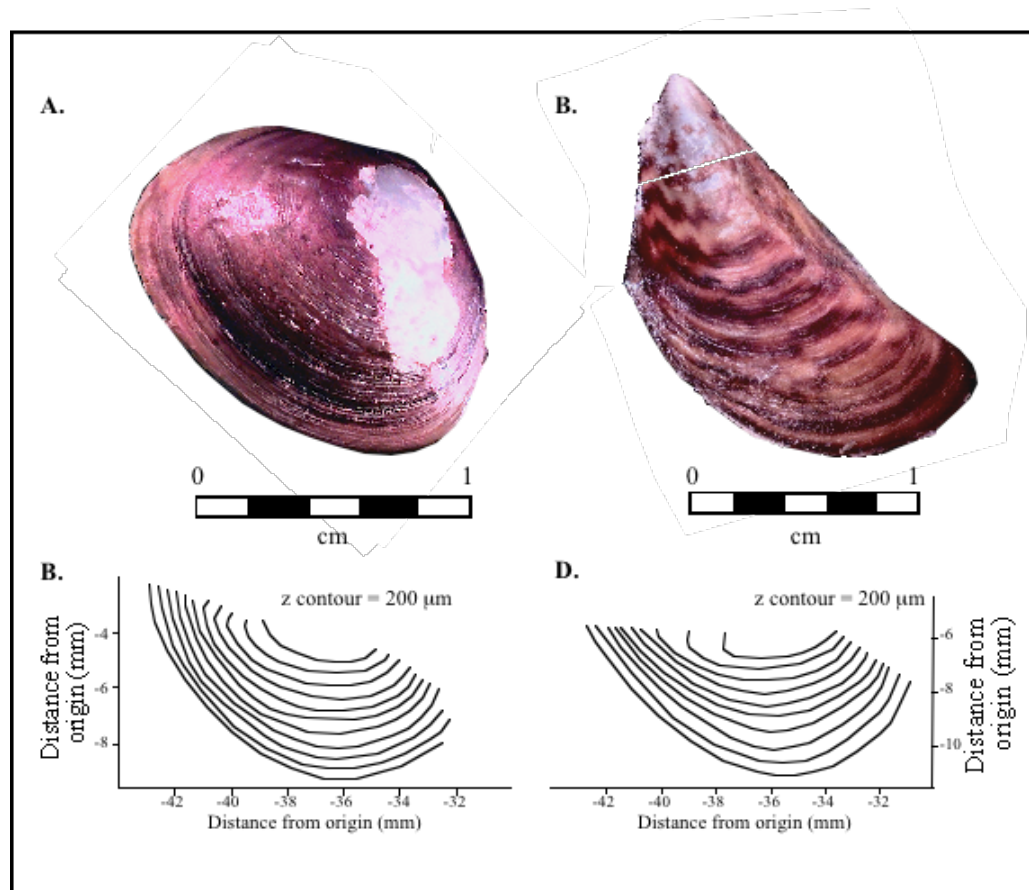 A.
B.
0 1
cm
0 1
cm
B.
z contour = 200 µm
-4
-6
-8
Distance from
origin (mm)
-42 -40 -38 -36 -34 -32
Distance from origin (mm)
D.
z contour = 200 µm
-6
-8
-10
Distance from
origin (mm)
-42 -40 -38 -36 -34 -32
Distance from origin (mm)